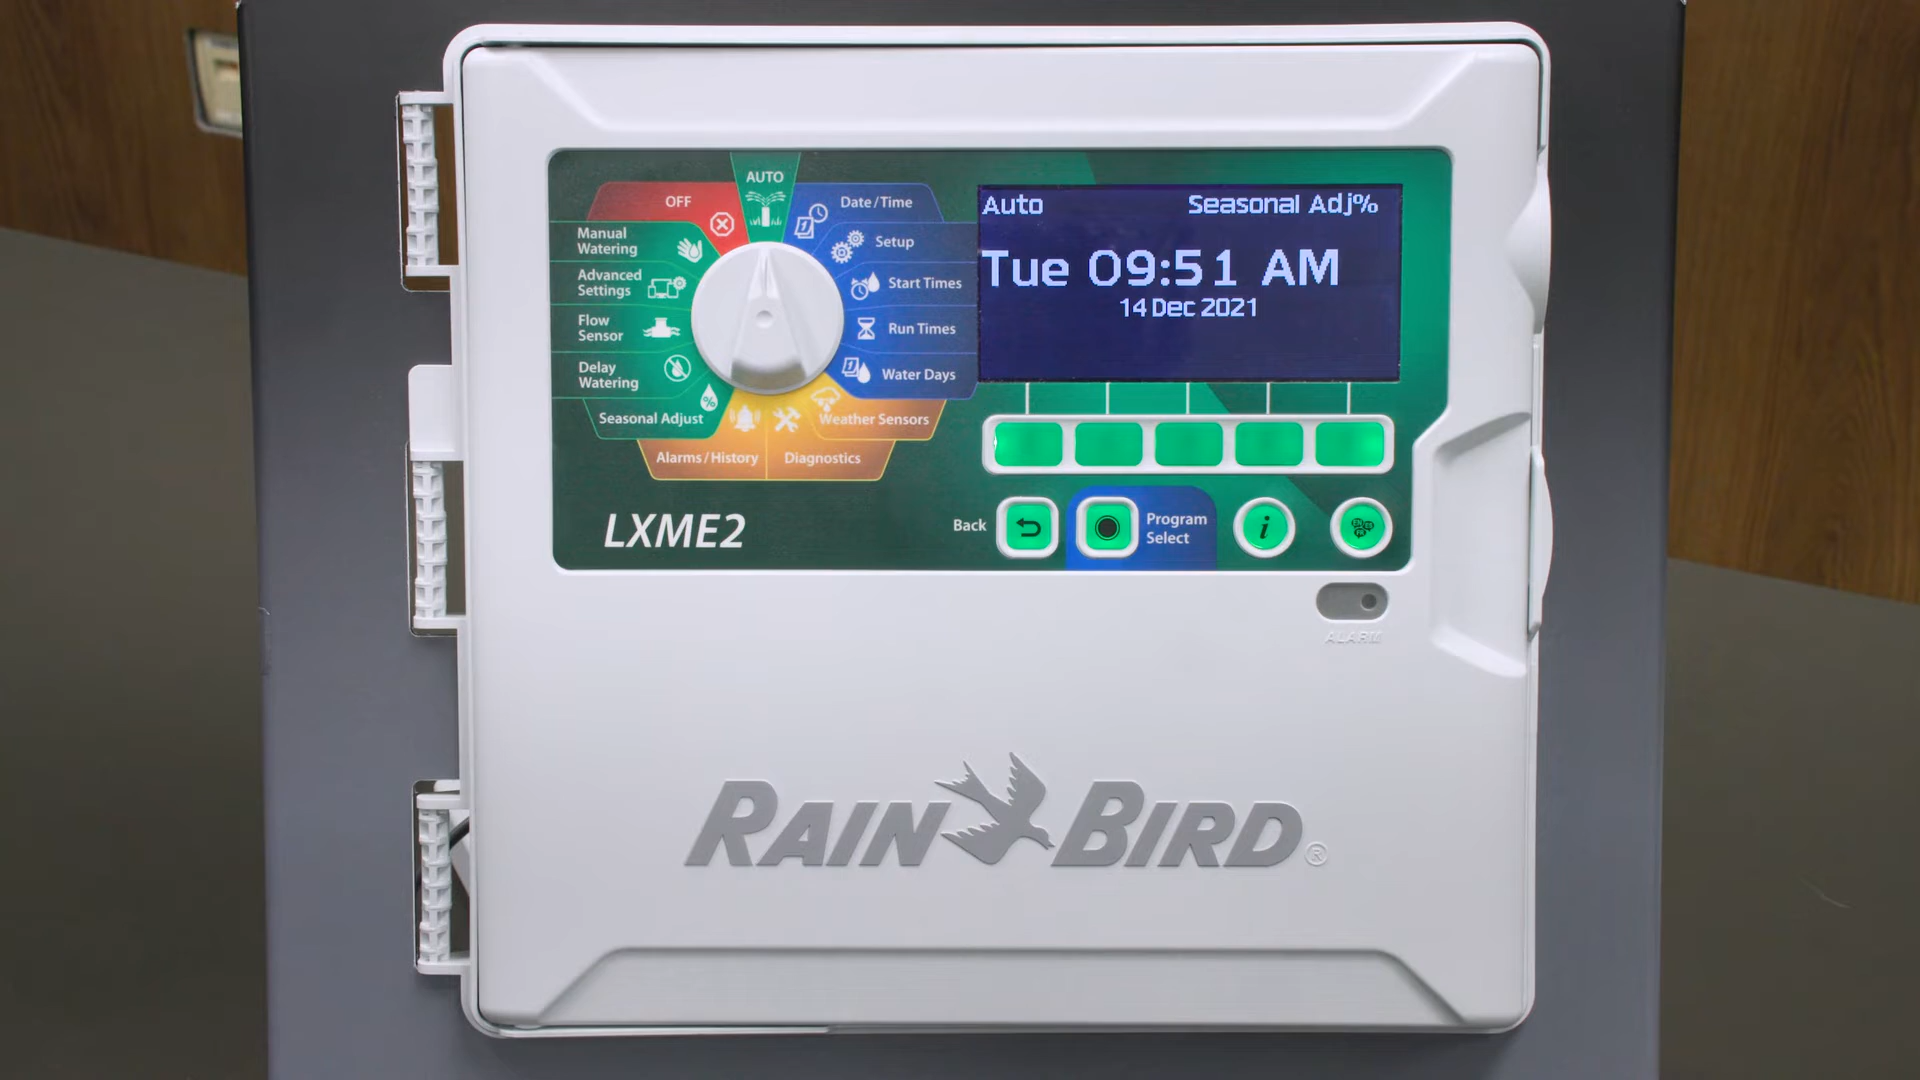 AUTO
OFF
Manual
Watering
Advanced
Settings
Flow
Sensor
Delay
Watering
Seasonal Adjust
Alarms/History
Diagnostics
Weather Sensors
Water Days
Run Times
Start Times
Setup
Date/Time
Auto Seasonal Adj%
Tue 09:51 AM
14 Dec 2021
LXME2
Back
Program
Select
i
ALARM
RAIN BIRD®